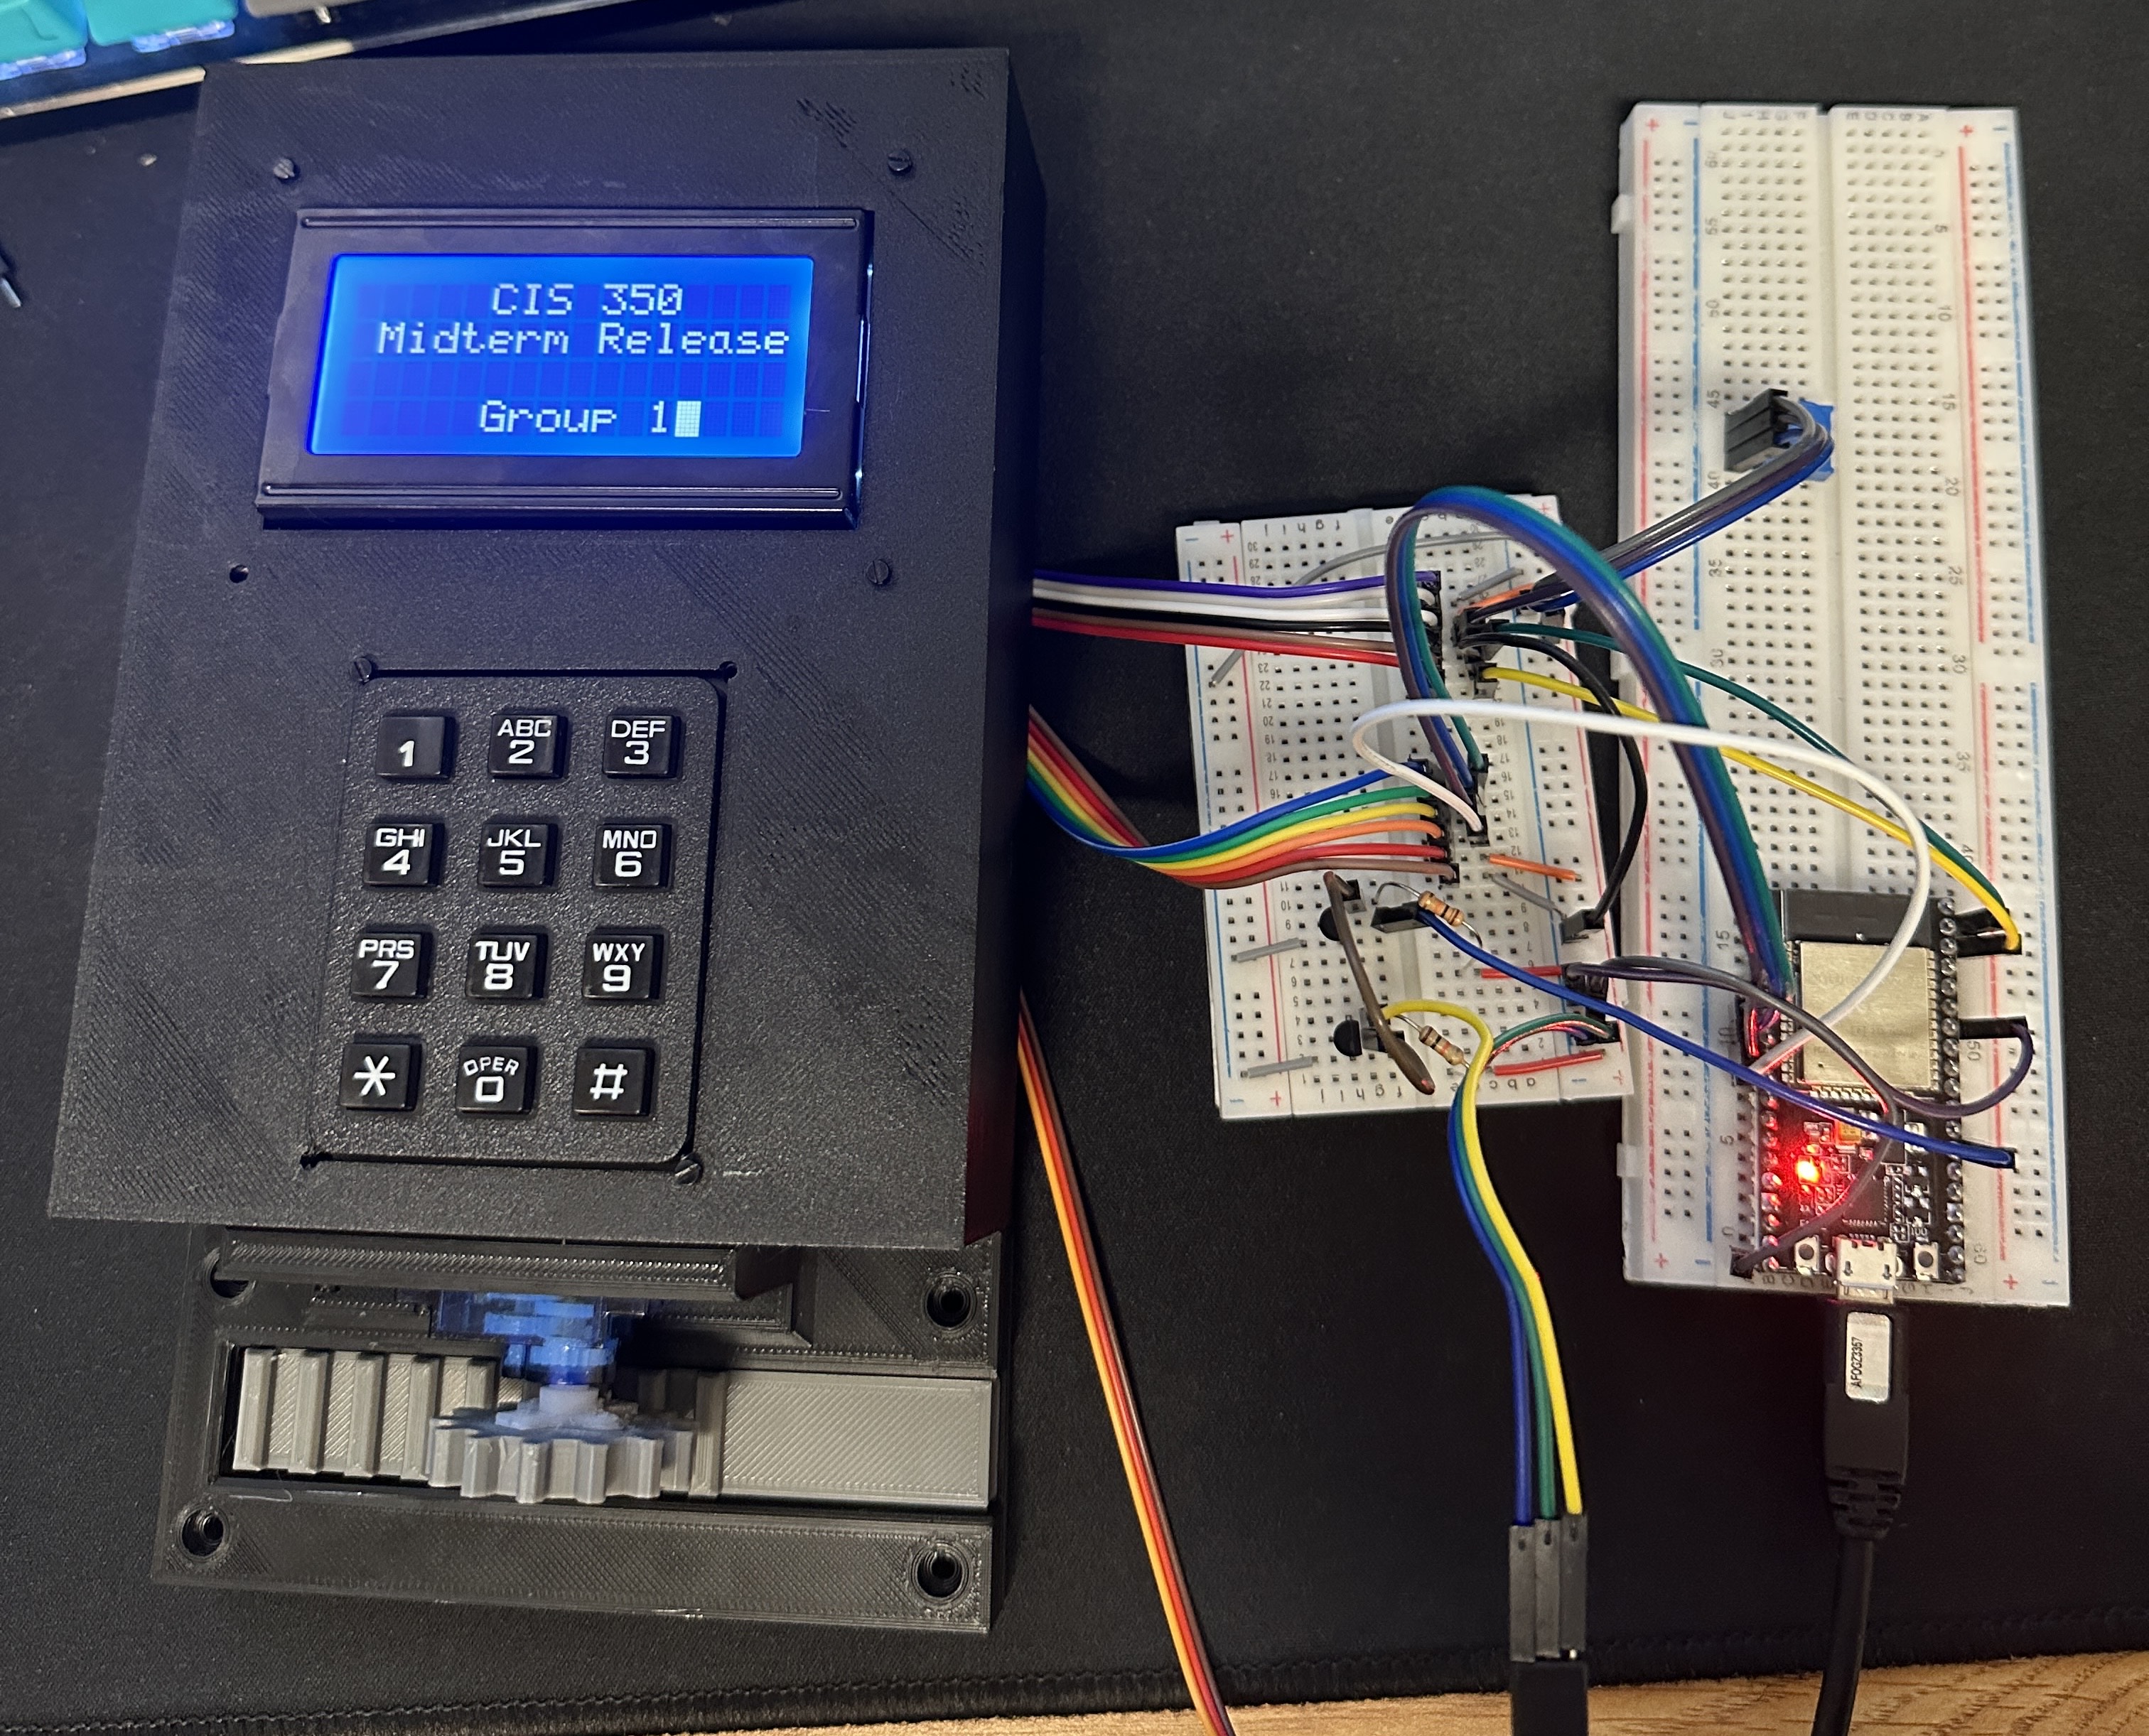 CIS 350
Midterm Release
Group 1
1
ABC
2
DEF
3
GHI
4
JKL
5
MNO
6
PRS
7
TUV
8
WXY
9
*
OPER
0
#